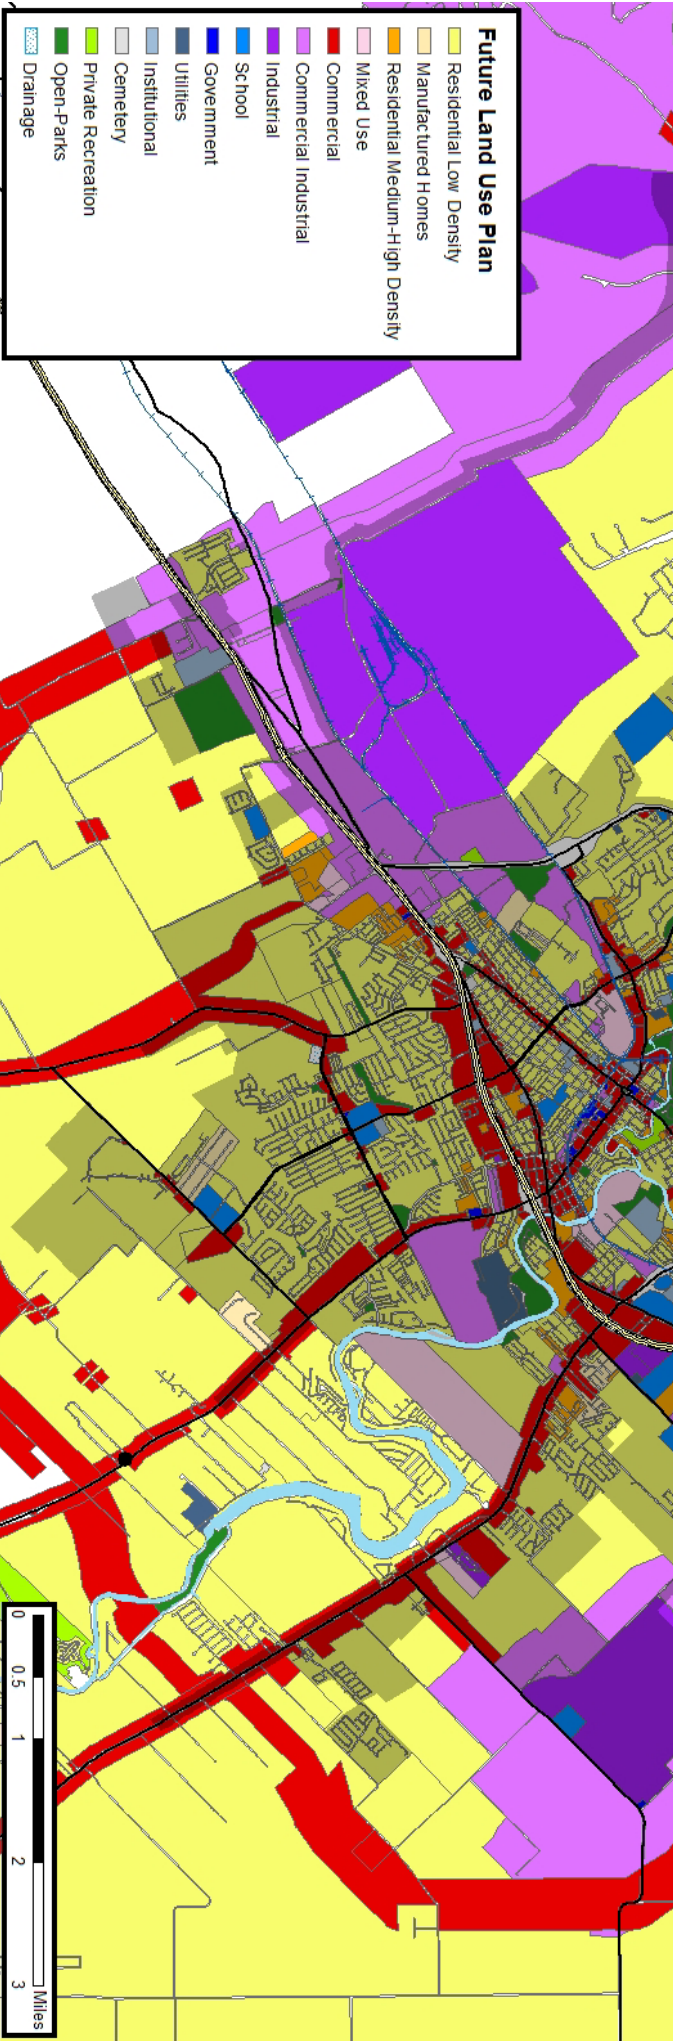 Future Land Use Plan
Residential Low Density
Manufactured Homes
Residential Medium-High Density
Mixed Use
Commercial
Commercial Industrial
Industrial
School
Government
Utilities
Institutional
Cemetery
Private Recreation
Open-Parks
Drainage
0 0.5 1 2 3
Miles